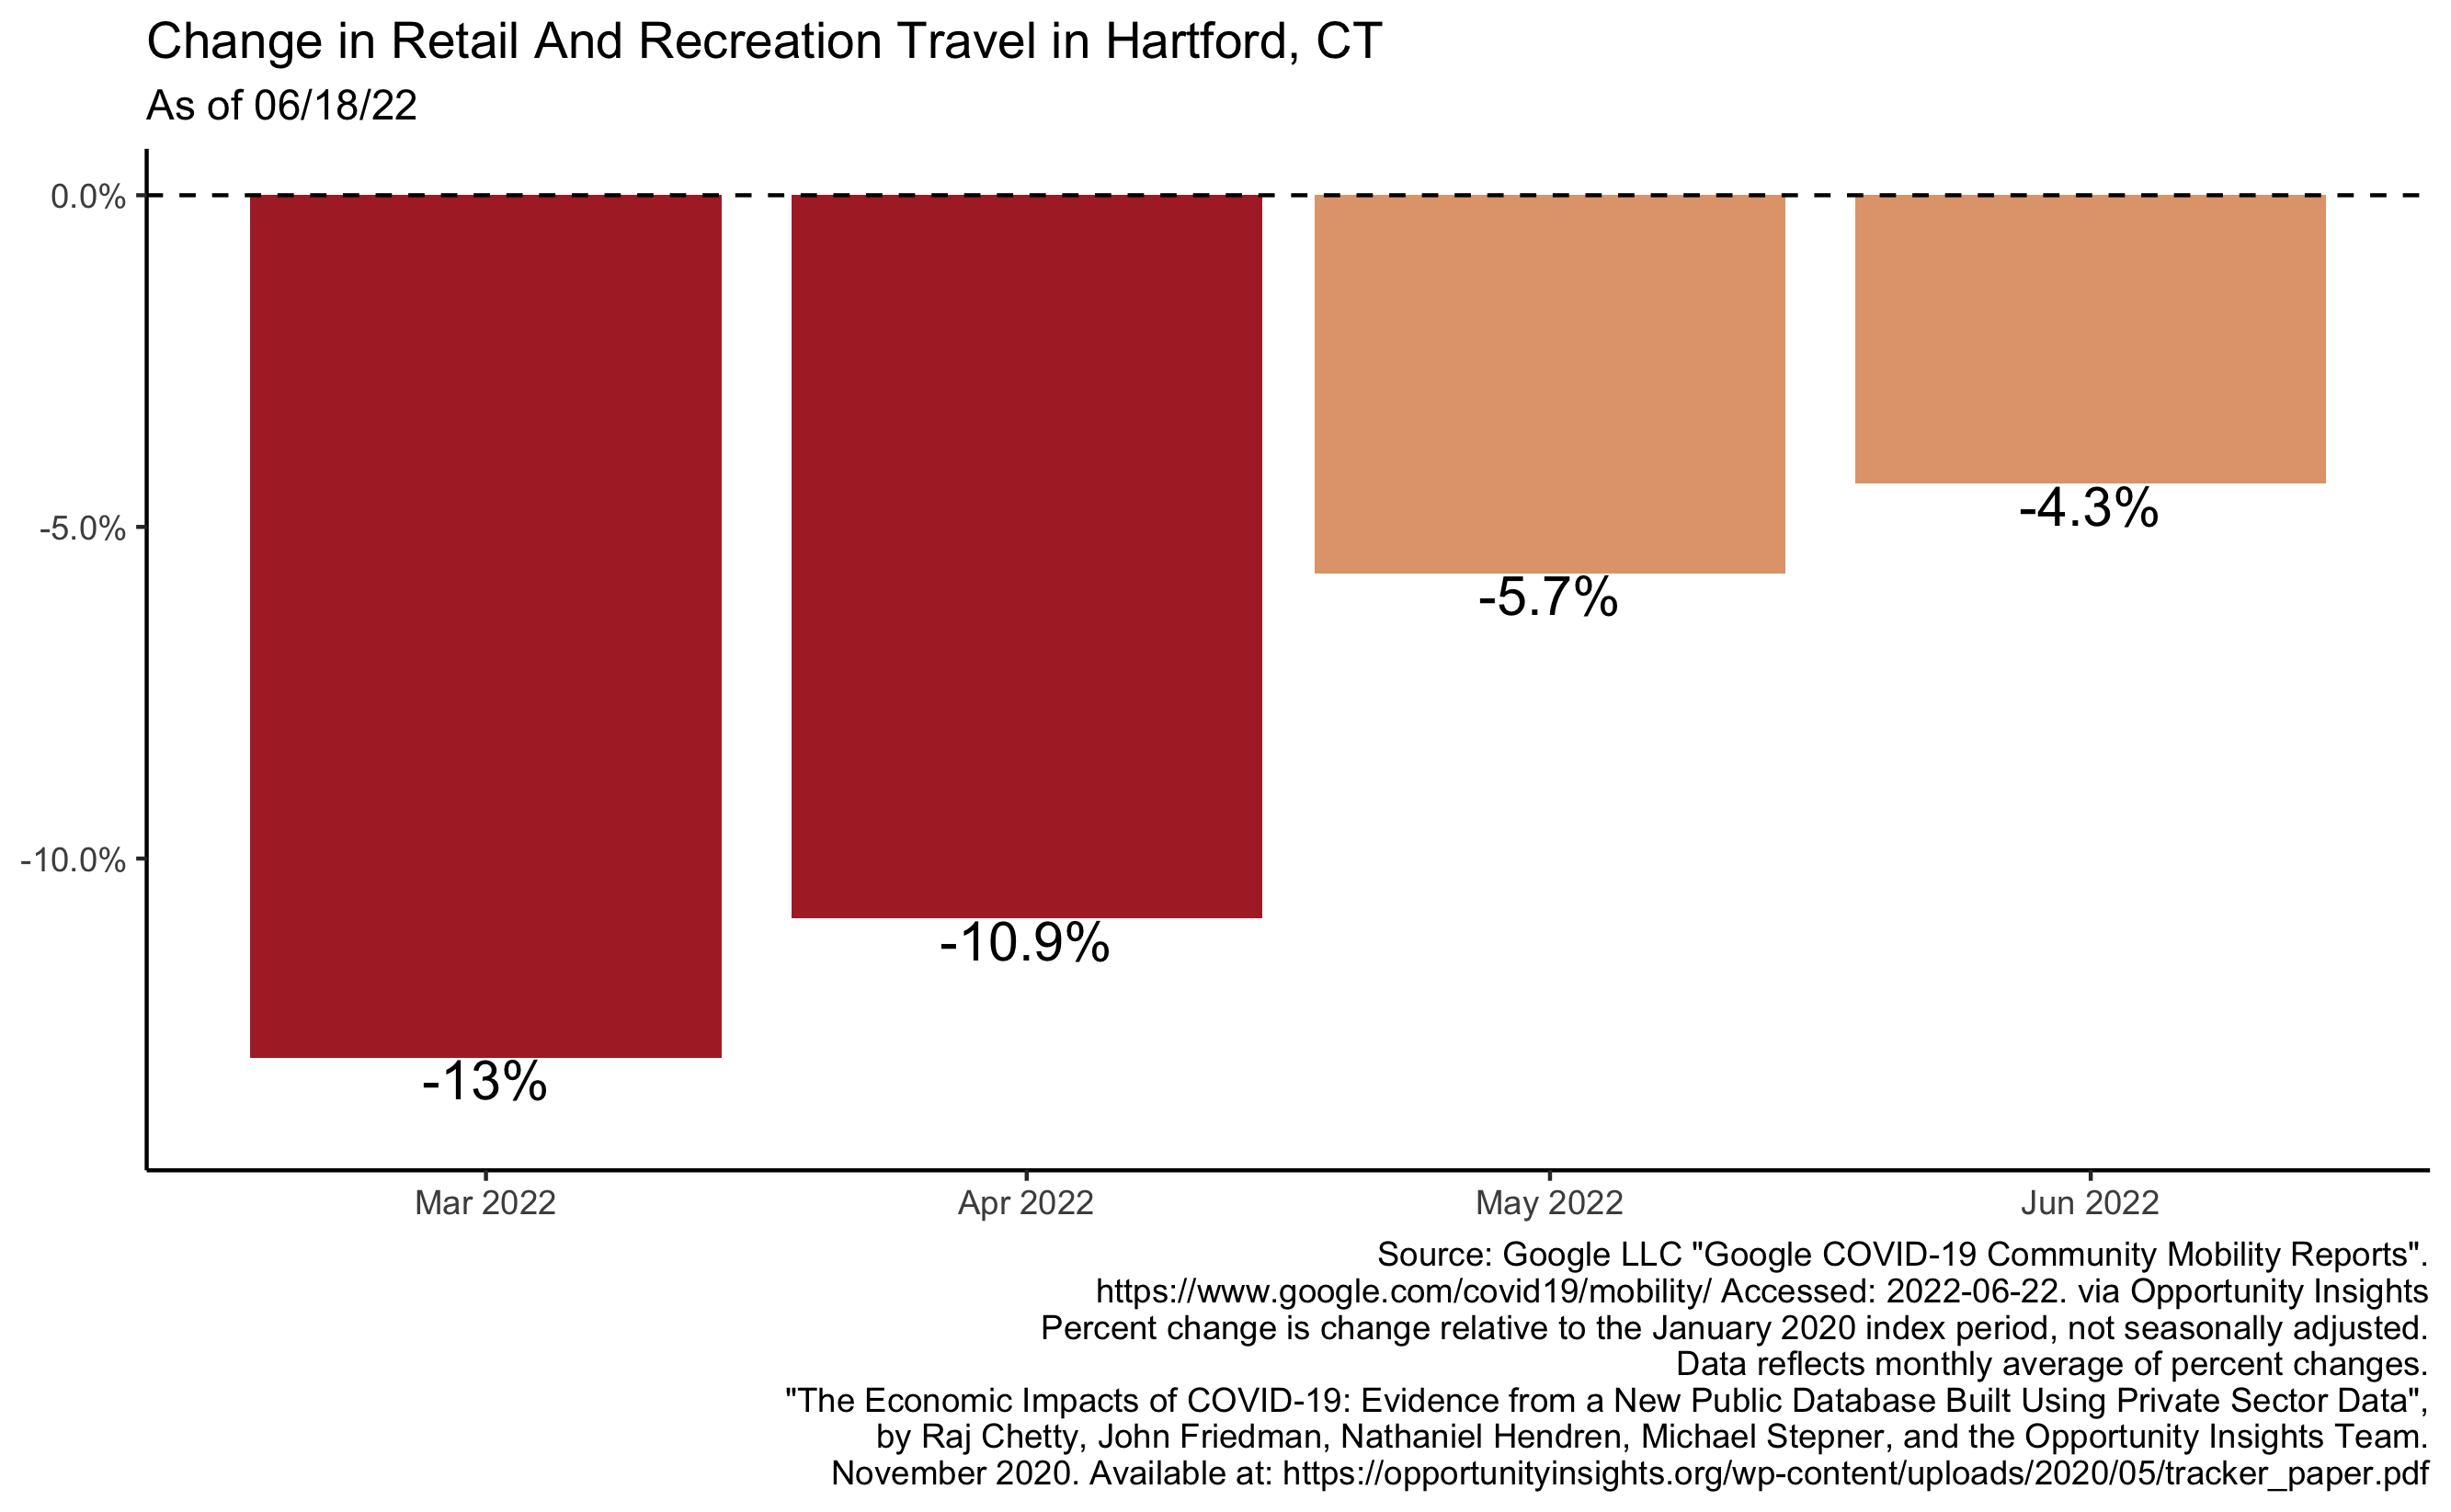 Change in Retail And Recreation Travel in Hartford, CT
As of 06/18/22
0.0%
-5.0%
-10.0%
-13%
-10.9%
-5.7%
-4.3%
Mar 2022
Apr 2022
May 2022
Jun 2022
Source: Google LLC "Google COVID-19 Community Mobility Reports".
https://www.google.com/covid19/mobility/ Accessed: 2022-06-22. via Opportunity Insights
Percent change is change relative to the January 2020 index period, not seasonally adjusted.
Data reflects monthly average of percent changes.
"The Economic Impacts of COVID-19: Evidence from a New Public Database Built Using Private Sector Data",
by Raj Chetty, John Friedman, Nathaniel Hendren, Michael Stepner, and the Opportunity Insights Team.
November 2020. Available at: https://opportunityinsights.org/wp-content/uploads/2020/05/tracker_paper.pdf